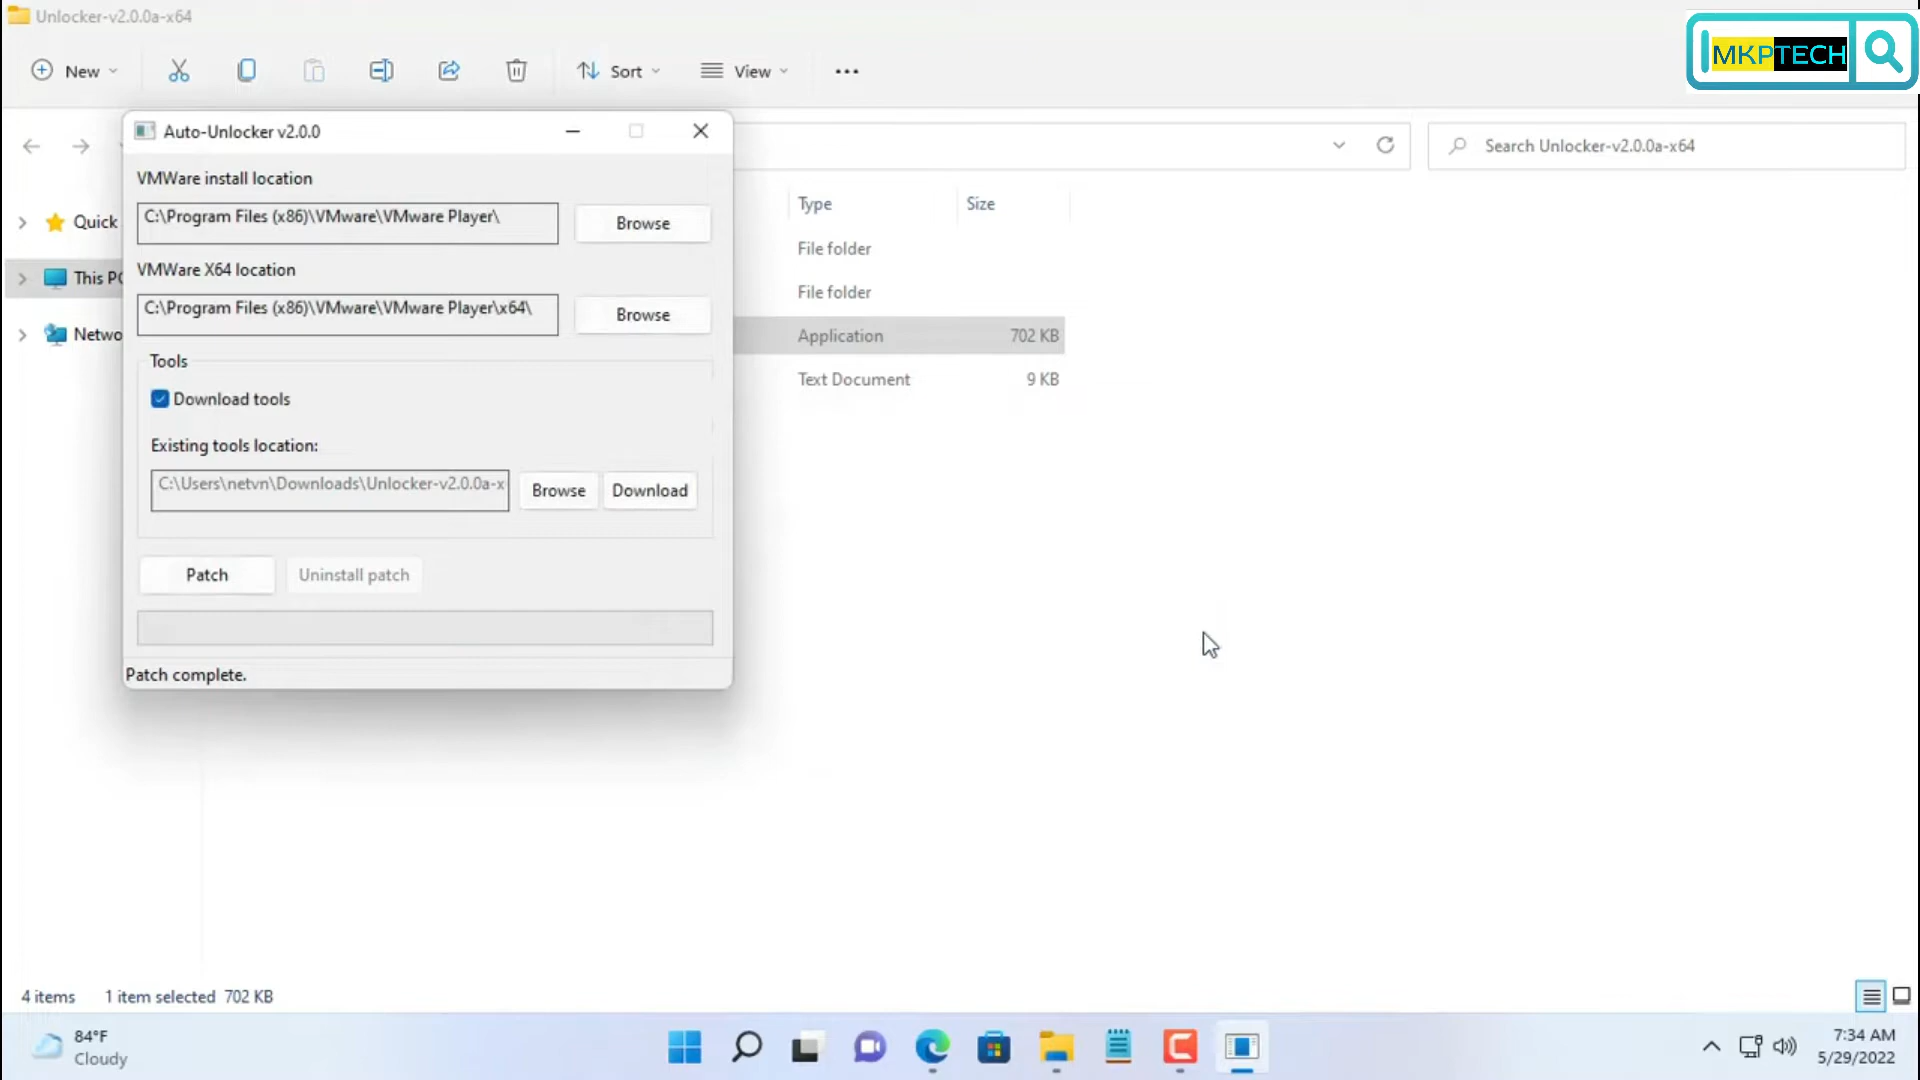 Unlocker-v2.0.0a-x64
MKPTECH
New
Sort
View
Auto-Unlocker v2.0.0
Search Unlocker-v2.0.0a-x64
VMWare install location
Type
Size
C:\Program Files (x86)\VMware\VMware Player\
Browse
Quick
File folder
VMWare X64 location
This PC
File folder
C:\Program Files (x86)\VMware\VMware Player\x64\
Browse
Netwo
Application
702 KB
Tools
Text Document
9 KB
Download tools
Existing tools location:
C:\Users\netvn\Downloads\Unlocker-v2.0.0a-x
Browse
Download
Patch
Uninstall patch
Patch complete.
4 items
1 item selected 702 KB
84°F
Cloudy
7:34 AM
5/29/2022